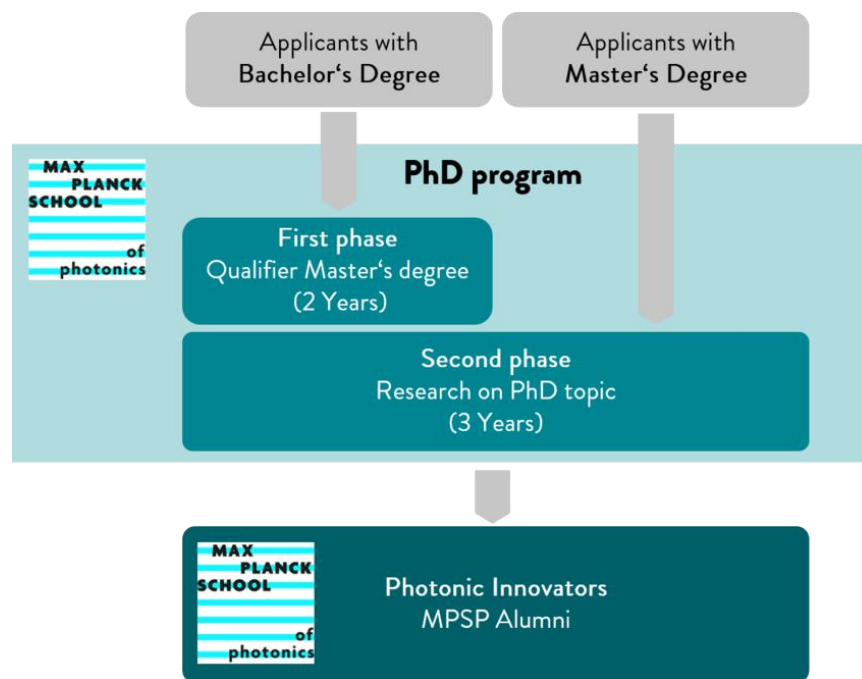 Applicants with
Bachelor‘s Degree
Applicants with
Master‘s Degree
MAX
PLANCK
SCHOOL
of
photonics
PhD program
First phase
Qualifier Master‘s degree
(2 Years)
Second phase
Research on PhD topic
(3 Years)
MAX
PLANCK
SCHOOL
of
photonics
Photonic Innovators
MPSP Alumni